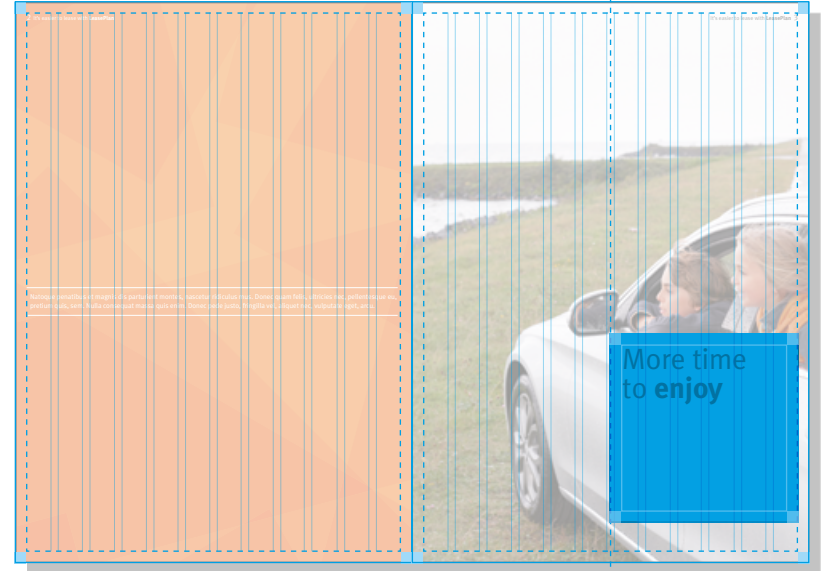 It's easier to lease with LeasePlan
It's easier to lease with LeasePlan
Natoque penatibus et magnis dis parturient montes, nascetur ridiculus mus. Donec quam felis, ultricies nec, pellentesque eu,
pretium quis, sem. Nulla consequat massa quis enim. Donec pede justo, fringilla vel, aliquet nec, vulputate eget, arcu.
More time
to enjoy